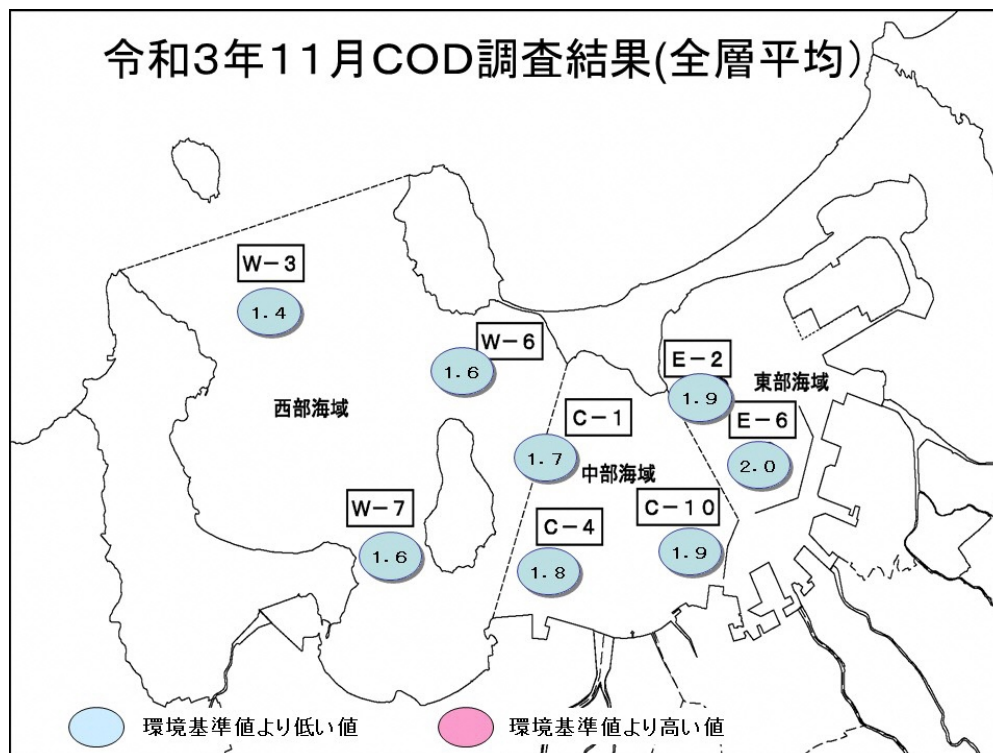 令和3年11月COD調査結果(全層平均)
W-3
1.4
W-6
1.6
E-2
1.9
東部海域
西部海域
C-1
1.7
E-6
2.0
中部海域
W-7
1.6
C-4
1.8
C-10
1.9
環境基準値より低い値
環境基準値より高い値